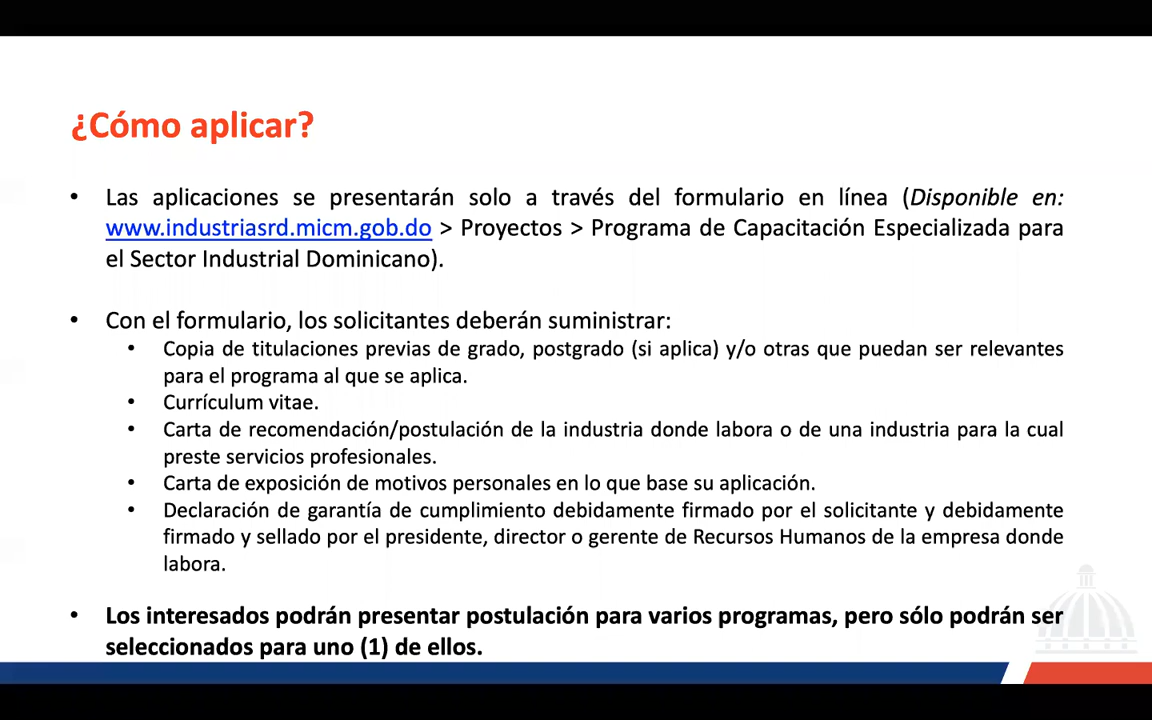 ¿Cómo aplicar?
• Las aplicaciones se presentarán solo a través del formulario en línea (Disponible en:
www.industriasrd.micm.gob.do > Proyectos > Programa de Capacitación Especializada para
el Sector Industrial Dominicano).
• Con el formulario, los solicitantes deberán suministrar:
• Copia de titulaciones previas de grado, postgrado (si aplica) y/o otras que puedan ser relevantes
para el programa al que se aplica.
• Currículum vitae.
• Carta de recomendación/postulación de la industria donde labora o de una industria para la cual
preste servicios profesionales.
• Carta de exposición de motivos personales en lo que base su aplicación.
• Declaración de garantía de cumplimiento debidamente firmado por el solicitante y debidamente
firmado y sellado por el presidente, director o gerente de Recursos Humanos de la empresa donde
labora.
• Los interesados podrán presentar postulación para varios programas, pero sólo podrán ser
seleccionados para uno (1) de ellos.